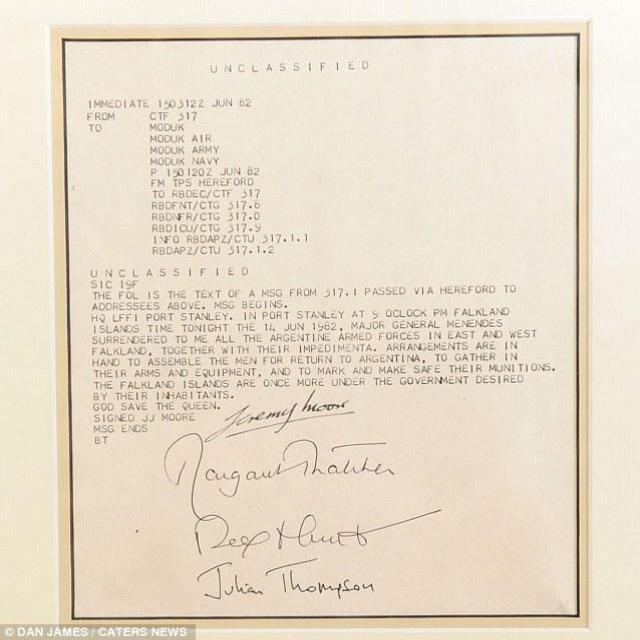 UNCLASSIFIED
IMMEDIATE 150312Z JUN 82
FROM CTF 317
TO MODUK
MODUK AIR
MODUK ARMY
MODUK NAVY
P 150120Z JUN 82
FM TPS HEREFORD
TO RBDEC/CTF 317
RBDFNT/CTG 317.8
RBDNFR/CTG 317.0
RBDICU/CTG 317.9
INFO RBDAPZ/CTU 317.1.1
RBDAPZ/CTU 317.1.2
UNCLASSIFIED
SIC 19F
THE FOL IS THE TEXT OF A MSG FROM 317.1 PASSED VIA HEREFORD TO
ADDRESSEES ABOVE. MSG BEGINS.
HQ LFFI PORT STANLEY. IN PORT STANLEY AT 9 OCLOCK PM FALKLAND
ISLANDS TIME TONIGHT THE 14 JUN 1982, MAJOR GENERAL MENENDES
SURRENDERED TO ME ALL THE ARGENTINE ARMED FORCES IN EAST AND WEST
FALKLAND, TOGETHER WITH THEIR IMPEDIMENTA. ARRANGEMENTS ARE IN
HAND TO ASSEMBLE THE MEN FOR RETURN TO ARGENTINA, TO GATHER IN
THEIR ARMS AND EQUIPMENT, AND TO MARK AND MAKE SAFE THEIR MUNITIONS.
THE FALKLAND ISLANDS ARE ONCE MORE UNDER THE GOVERNMENT DESIRED
BY THEIR INHABITANTS.
GOD SAVE THE QUEEN.
SIGNED JJ MOORE Jeremy Moore
MSG ENDS
BT
Margaret Thatcher
Rex Hunt
Julian Thompson
© DAN JAMES / CATERS NEWS